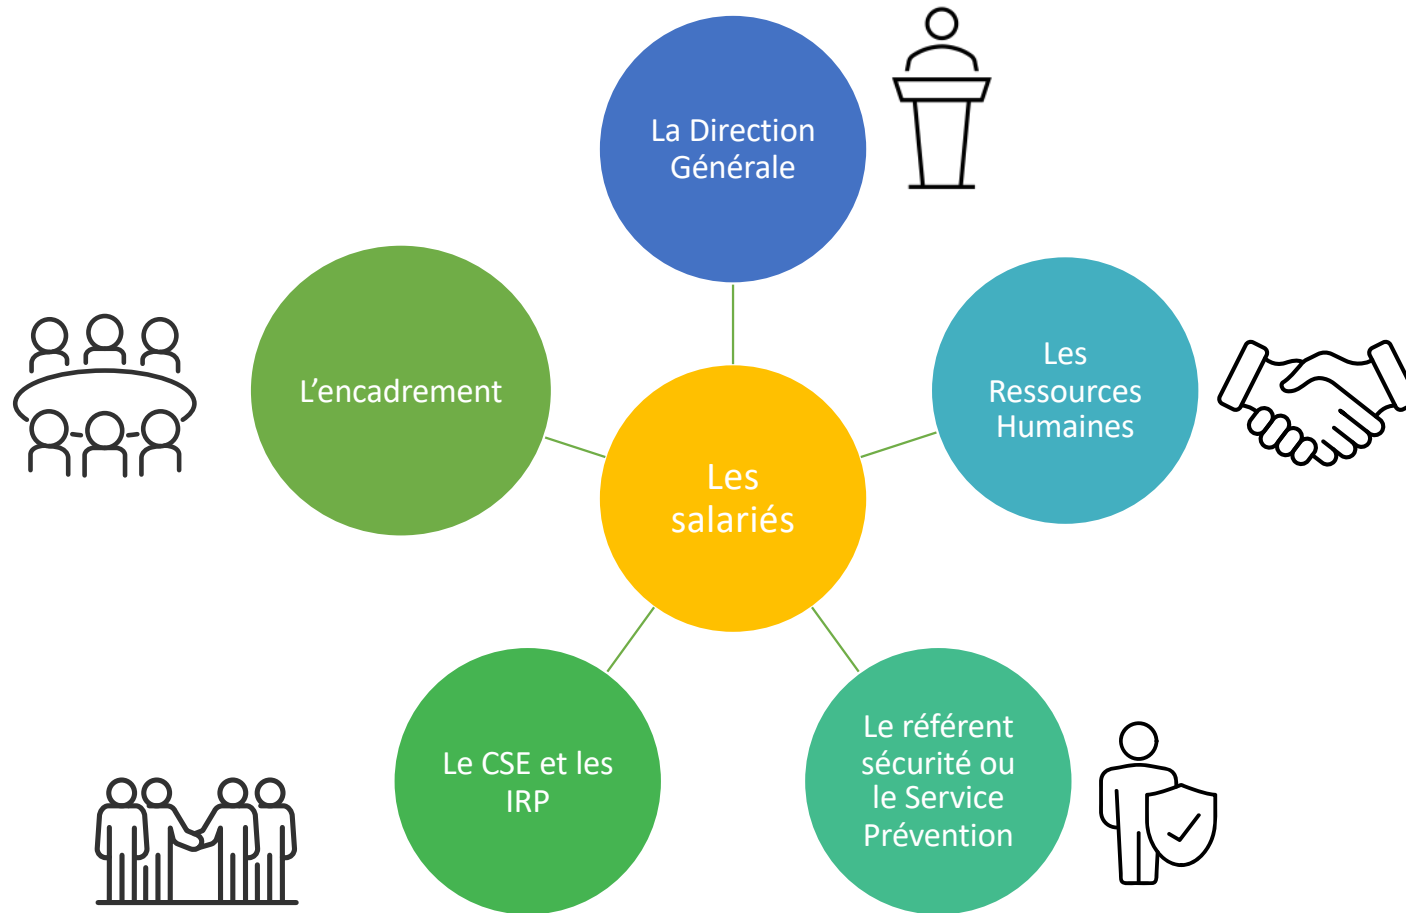 La Direction
Générale
L’encadrement
Les
Ressources
Humaines
Les
salariés
Le CSE et les
IRP
Le référent
sécurité ou
le Service
Prévention